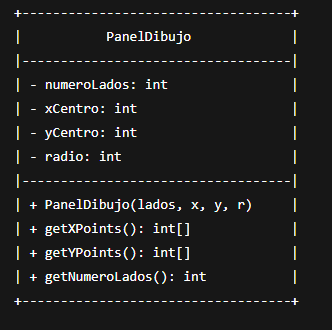 +----------------------------------+
| PanelDibujo |
|----------------------------------|
| - numeroLados: int |
| - xCentro: int |
| - yCentro: int |
| - radio: int |
|----------------------------------|
| + PanelDibujo(lados, x, y, r) |
| + getXPoints(): int[] |
| + getYPoints(): int[] |
| + getNumeroLados(): int |
+----------------------------------+